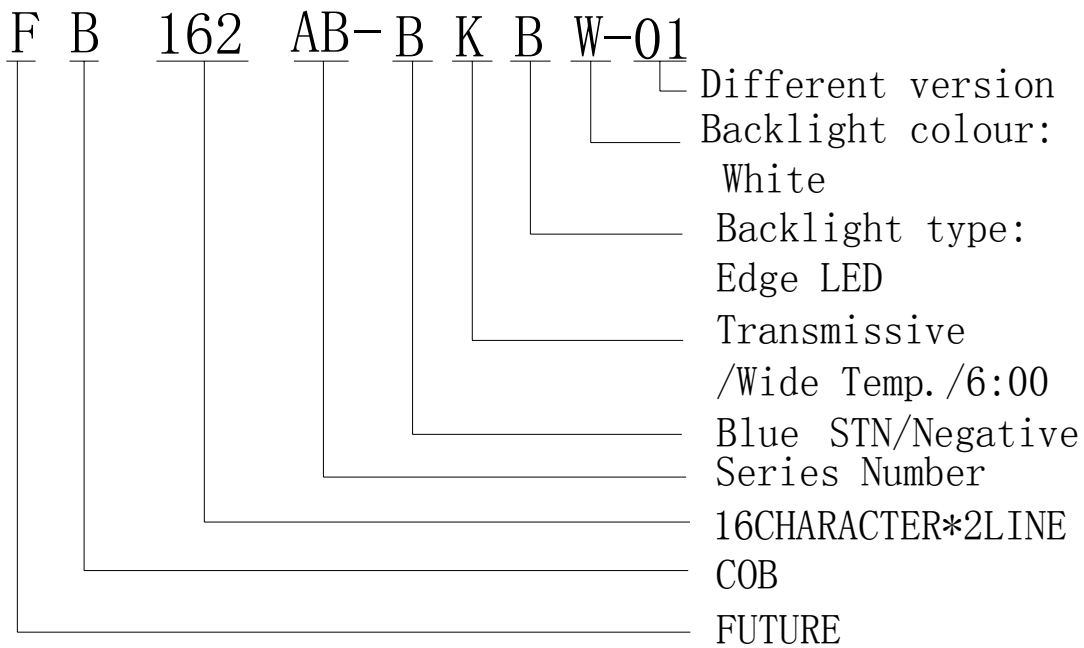 F B 162 AB-B K B W-01
Different version
Backlight colour:
White
Backlight type:
Edge LED
Transmissive
/Wide Temp./6:00
Blue STN/Negative
Series Number
16CHARACTER*2LINE
COB
FUTURE